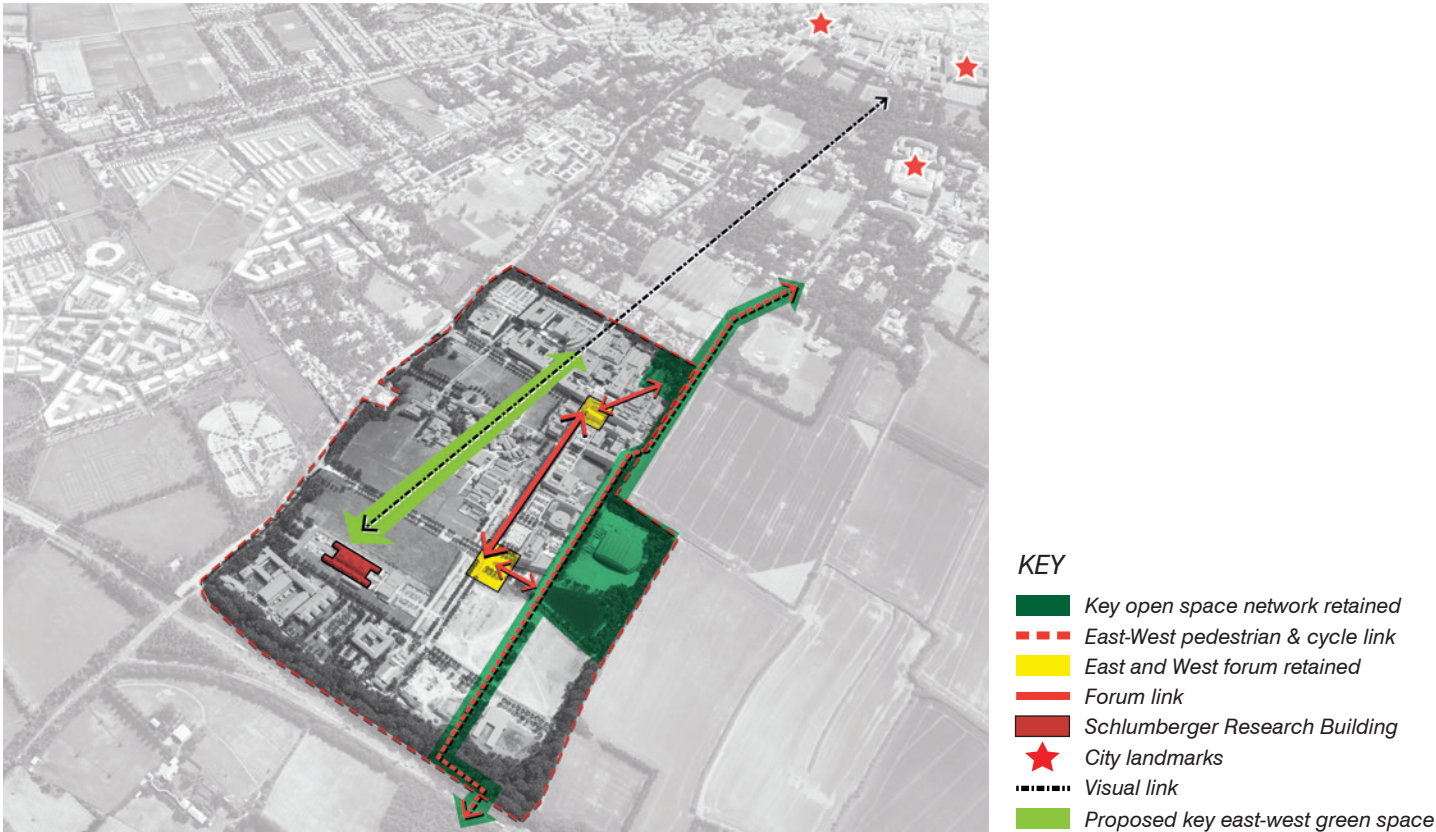 KEY
Key open space network retained
East-West pedestrian & cycle link
East and West forum retained
Forum link
Schlumberger Research Building
City landmarks
Visual link
Proposed key east-west green space